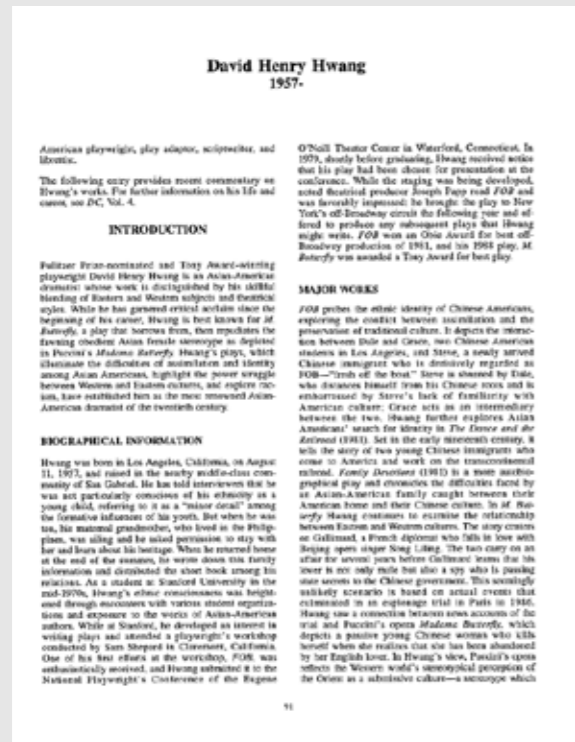 David Henry Hwang
1957-
American playwright, play adaptor, scriptwriter, and
librettist.
The following entry provides recent commentary on
Hwang's works. For further information on his life and
career, see DC, Vol. 4.
INTRODUCTION
Pulitzer Prize-nominated and Tony Award-winning
playwright David Henry Hwang is an Asian-American
dramatist whose work is distinguished by his skillful
blending of Eastern and Western subjects and theatrical
styles. While he has garnered critical acclaim since the
beginning of his career, Hwang is best known for M.
Butterfly, a play that borrows from, then repudiates the
fawning obedient Asian female stereotype as depicted
in Puccini's Madama Butterfly. Hwang's plays, which
illuminate the difficulties of assimilation and identity
among Asian Americans, highlight the power struggle
between Western and Eastern cultures, and explore rac-
ism, have established him as the most renowned Asian-
American dramatist of the twentieth century.
BIOGRAPHICAL INFORMATION
Hwang was born in Los Angeles, California, on August
11, 1957, and raised in the nearby middle-class com-
munity of San Gabriel. He has told interviewers that he
was not particularly conscious of his ethnicity as a
young child, referring to it as a "minor detail" among
the formative influences of his youth. But when he was
ten, his maternal grandmother, who lived in the Philip-
pines, was ailing and he asked permission to stay with
her and learn about his heritage. When he returned home
at the end of the summer, he wrote down this family
information and distributed the short book among his
relations. As a student at Stanford University in the
mid-1970s, Hwang's ethnic consciousness was height-
ened through encounters with various student organiza-
tions and exposure to the works of Asian-American
authors. While at Stanford, he developed an interest in
writing plays and attended a playwright's workshop
conducted by Sam Shepard in Claremont, California.
One of his first efforts at the workshop, FOB, was
enthusiastically received, and Hwang submitted it to the
National Playwright's Conference of the Eugene
O'Neill Theater Center in Waterford, Connecticut. In
1979, shortly before graduating, Hwang received notice
that his play had been chosen for presentation at the
conference. While the staging was being developed,
noted theatrical producer Joseph Papp read FOB and
was favorably impressed; he brought the play to New
York's off-Broadway circuit the following year and of-
fered to produce any subsequent plays that Hwang
might write. FOB won an Obie Award for best off-
Broadway production of 1981, and his 1988 play, M.
Butterfly was awarded a Tony Award for best play.
MAJOR WORKS
FOB probes the ethnic identity of Chinese Americans,
exploring the conflict between assimilation and the
preservation of traditional culture. It depicts the interac-
tion between Dale and Grace, two Chinese American
students in Los Angeles, and Steve, a newly arrived
Chinese immigrant who is derisively regarded as
FOB—"fresh off the boat." Steve is shunned by Dale,
who distances himself from his Chinese roots and is
embarrassed by Steve's lack of familiarity with
American culture; Grace acts as an intermediary
between the two. Hwang further explores Asian
Americans' search for identity in The Dance and the
Railroad (1981). Set in the early nineteenth century, it
tells the story of two young Chinese immigrants who
come to America and work on the transcontinental
railroad. Family Devotions (1981) is a more autobio-
graphical play and chronicles the difficulties faced by
an Asian-American family caught between their
American home and their Chinese culture. In M. But-
terfly Hwang continues to examine the relationship
between Eastern and Western cultures. The story centers
on Gallimard, a French diplomat who falls in love with
Beijing opera singer Song Liling. The two carry on an
affair for several years before Gallimard learns that his
lover is not only male but also a spy who is passing
state secrets to the Chinese government. This seemingly
unlikely scenario is based on actual events that
culminated in an espionage trial in Paris in 1986.
Hwang saw a connection between news accounts of the
trial and Puccini's opera Madama Butterfly, which
depicts a passive young Chinese woman who kills
herself when she realizes that she has been abandoned
by her English lover. In Hwang's view, Puccini's opera
reflects the Western world's stereotypical perception of
the Orient as a submissive culture—a stereotype which
91